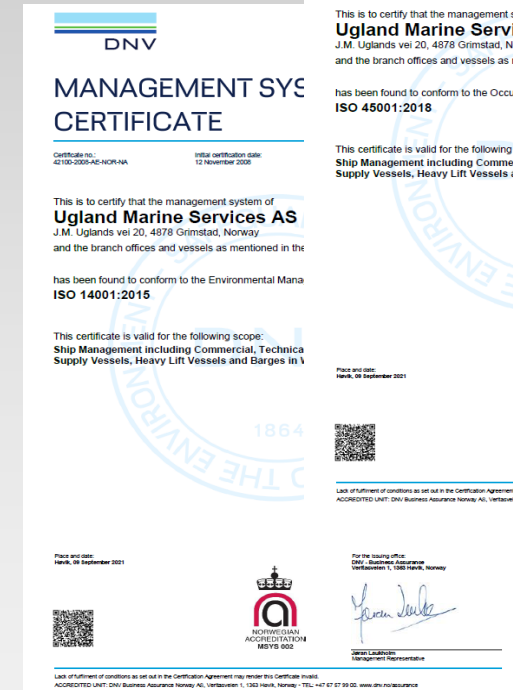 DNV
MANAGEMENT SYS
CERTIFICATE
Certificate no.:
42100-2008-AE-NOR-NA
Initial certification date:
12 November 2008
This is to certify that the management system of
Ugland Marine Services AS
J.M. Uglands vei 20, 4878 Grimstad, Norway
and the branch offices and vessels as mentioned in the
has been found to conform to the Environmental Mana
ISO 14001:2015
This certificate is valid for the following scope:
Ship Management including Commercial, Technica
Supply Vessels, Heavy Lift Vessels and Barges in
1864
Place and date:
Høvik, 09 September 2021
NORWEGIAN
ACCREDITATION
MSYS 002
For the issuing office:
DNV - Business Assurance
Veritasveien 1, 1363 Høvik, Norway
Jøran Laukholm
Management Representative
Lack of fulfilment of conditions as set out in the Certification Agreement may render this Certificate invalid.
ACCREDITED UNIT: DNV Business Assurance Norway AS, Veritasveien 1, 1363 Høvik, Norway - TEL: +47 67 57 99 00. www.dnv.no/assurance
This is to certify that the management s
Ugland Marine Servi
J.M. Uglands vei 20, 4878 Grimstad, N
and the branch offices and vessels as
has been found to conform to the Occu
ISO 45001:2018
This certificate is valid for the following
Ship Management including Comme
Supply Vessels, Heavy Lift Vessels
Place and date:
Høvik, 09 September 2021
Lack of fulfilment of conditions as set out in the Certification Agreement
ACCREDITED UNIT: DNV Business Assurance Norway AS, Veritasvei